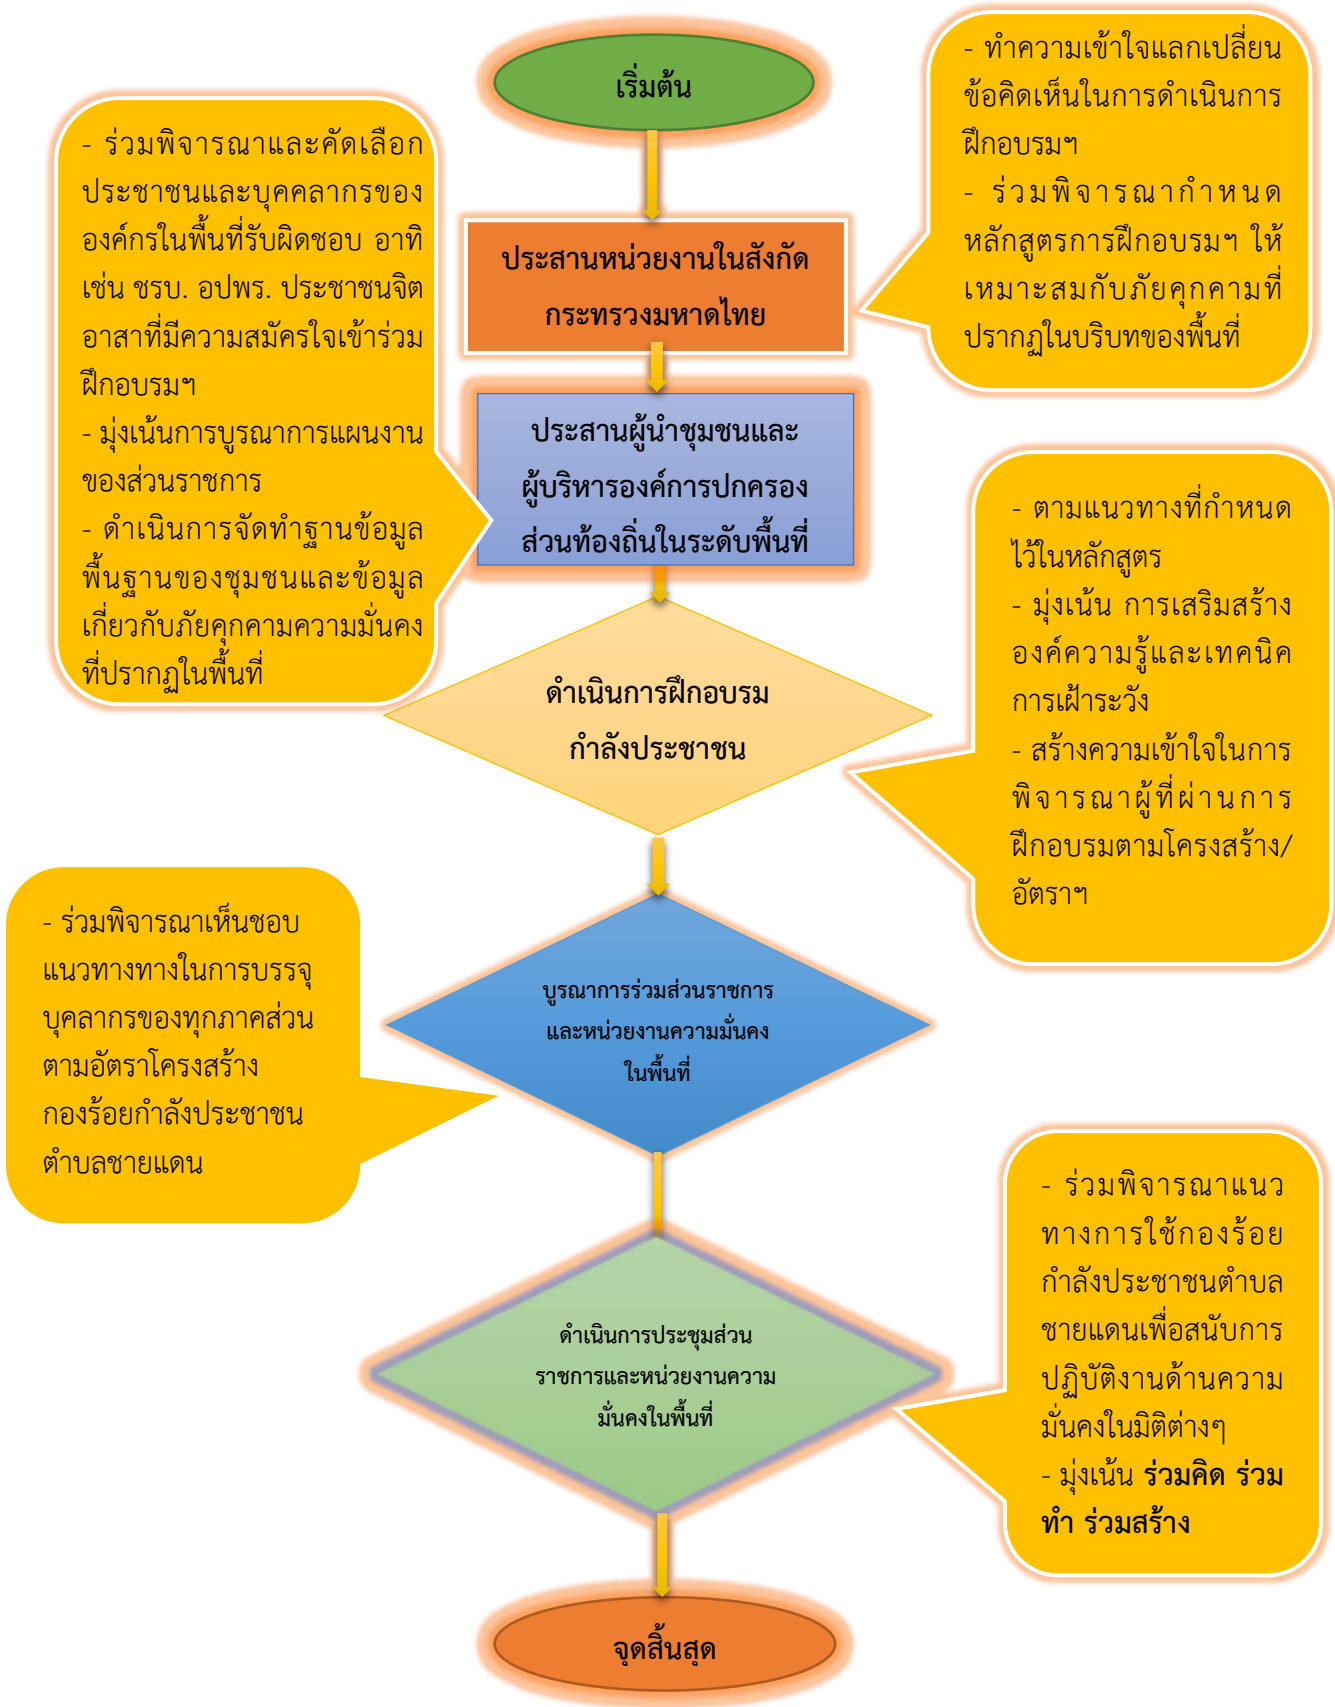 เริ่มต้น
- ทำความเข้าใจแลกเปลี่ยน
ข้อคิดเห็นในการดำเนินการ
ฝึกอบรมฯ
- ร่วมพิจารณากำหนด
หลักสูตรการฝึกอบรมฯ ให้
เหมาะสมกับภัยคุกคามที่
ปรากฏในบริบทของพื้นที่
ประสานหน่วยงานในสังกัด
กระทรวงมหาดไทย
- ร่วมพิจารณาและคัดเลือก
ประชาชนและบุคคลากรของ
องค์กรในพื้นที่รับผิดชอบ อาทิ
เช่น ชรบ. อปพร. ประชาชนจิต
อาสาที่มีความสมัครใจเข้าร่วม
ฝึกอบรมฯ
- มุ่งเน้นการบูรณาการแผนงาน
ของส่วนราชการ
- ดำเนินการจัดทำฐานข้อมูล
พื้นฐานของชุมชนและข้อมูล
เกี่ยวกับภัยคุกคามความมั่นคง
ที่ปรากฏในพื้นที่
ประสานผู้นำชุมชนและ
ผู้บริหารองค์การปกครอง
ส่วนท้องถิ่นในระดับพื้นที่
- ตามแนวทางที่กำหนด
ไว้ในหลักสูตร
- มุ่งเน้น การเสริมสร้าง
องค์ความรู้และเทคนิค
การเฝ้าระวัง
- สร้างความเข้าใจในการ
พิจารณาผู้ที่ผ่านการ
ฝึกอบรมตามโครงสร้าง/
อัตราฯ
ดำเนินการฝึกอบรม
กำลังประชาชน
- ร่วมพิจารณาเห็นชอบ
แนวทางทางในการบรรจุ
บุคลากรของทุกภาคส่วน
ตามอัตราโครงสร้าง
กองร้อยกำลังประชาชน
ตำบลชายแดน
บูรณาการร่วมส่วนราชการ
และหน่วยงานความมั่นคง
ในพื้นที่
- ร่วมพิจารณาแนว
ทางการใช้กองร้อย
กำลังประชาชนตำบล
ชายแดนเพื่อสนับการ
ปฏิบัติงานด้านความ
มั่นคงในมิติต่างๆ
- มุ่งเน้น ร่วมคิด ร่วม
ทำ ร่วมสร้าง
ดำเนินการประชุมส่วน
ราชการและหน่วยงานความ
มั่นคงในพื้นที่
จุดสิ้นสุด